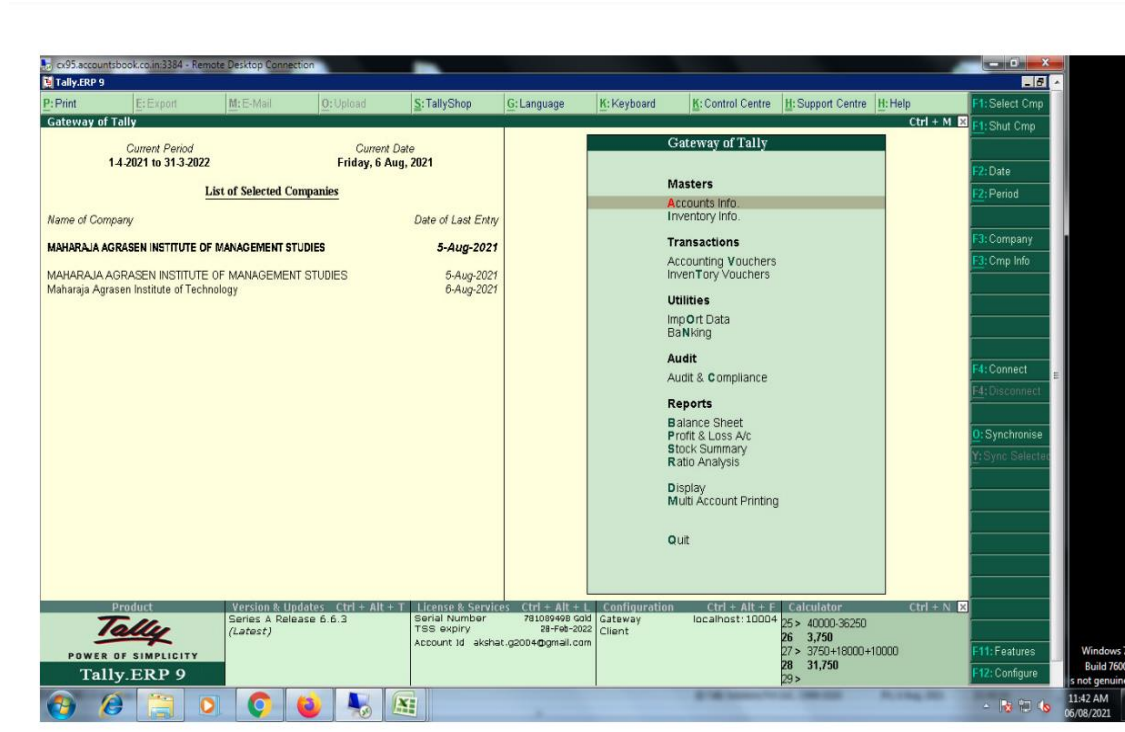 cx95.accountsbook.co.in:3384 - Remote Desktop Connection
Tally.ERP 9
P: Print E: Export M: E-Mail O: Upload S: TallyShop G: Language K: Keyboard K: Control Centre H: Support Centre H: Help
Gateway of Tally Ctrl + M
Current Period Current Date
1-4-2021 to 31-3-2022 Friday, 6 Aug, 2021
List of Selected Companies
Name of Company Date of Last Entry
MAHARAJA AGRASEN INSTITUTE OF MANAGEMENT STUDIES 5-Aug-2021
MAHARAJA AGRASEN INSTITUTE OF MANAGEMENT STUDIES 5-Aug-2021
Maharaja Agrasen Institute of Technology 6-Aug-2021
Gateway of Tally
Masters
Accounts Info.
Inventory Info.
Transactions
Accounting Vouchers
InvenTory Vouchers
Utilities
ImpOrt Data
BaNking
Audit
Audit & Compliance
Reports
Balance Sheet
Profit & Loss A/c
Stock Summary
Ratio Analysis
Display
Multi Account Printing
Quit
F1: Select Cmp
F1: Shut Cmp
F2: Date
F2: Period
F3: Company
F3: Cmp Info
F4: Connect
F4: Disconnect
O: Synchronise
Y: Sync Selected
F11: Features
F12: Configure
Product
Tally
POWER OF SIMPLICITY
Tally.ERP 9
Version & Updates Ctrl + Alt + T
Series A Release 6.6.3
(Latest)
License & Services Ctrl + Alt + L
Serial Number 781089498 Gold
TSS expiry 28-Feb-2022
Account Id akshat.g2004@gmail.com
Configuration Ctrl + Alt + F
Gateway localhost:10004
Client
Calculator Ctrl + N
25> 40000-36250
26 3,750
27> 3750+18000+10000
28 31,750
29>
Windows 7
Build 760
s not genuin
11:42 AM
06/08/2021